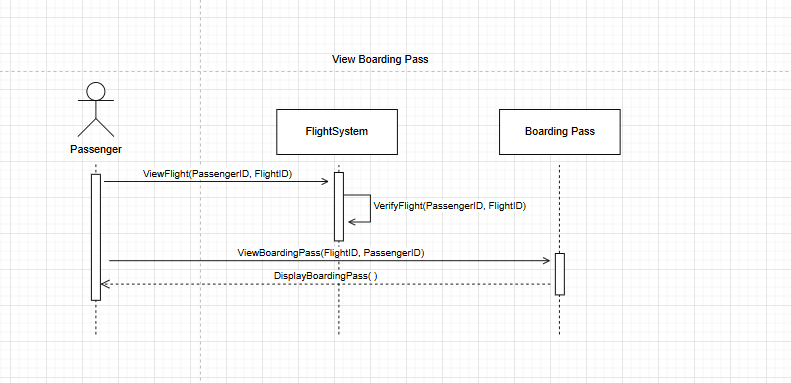 View Boarding Pass
Passenger
FlightSystem
Boarding Pass
ViewFlight(PassengerID, FlightID)
VerifyFlight(PassengerID, FlightID)
ViewBoardingPass(FlightID, PassengerID)
DisplayBoardingPass( )